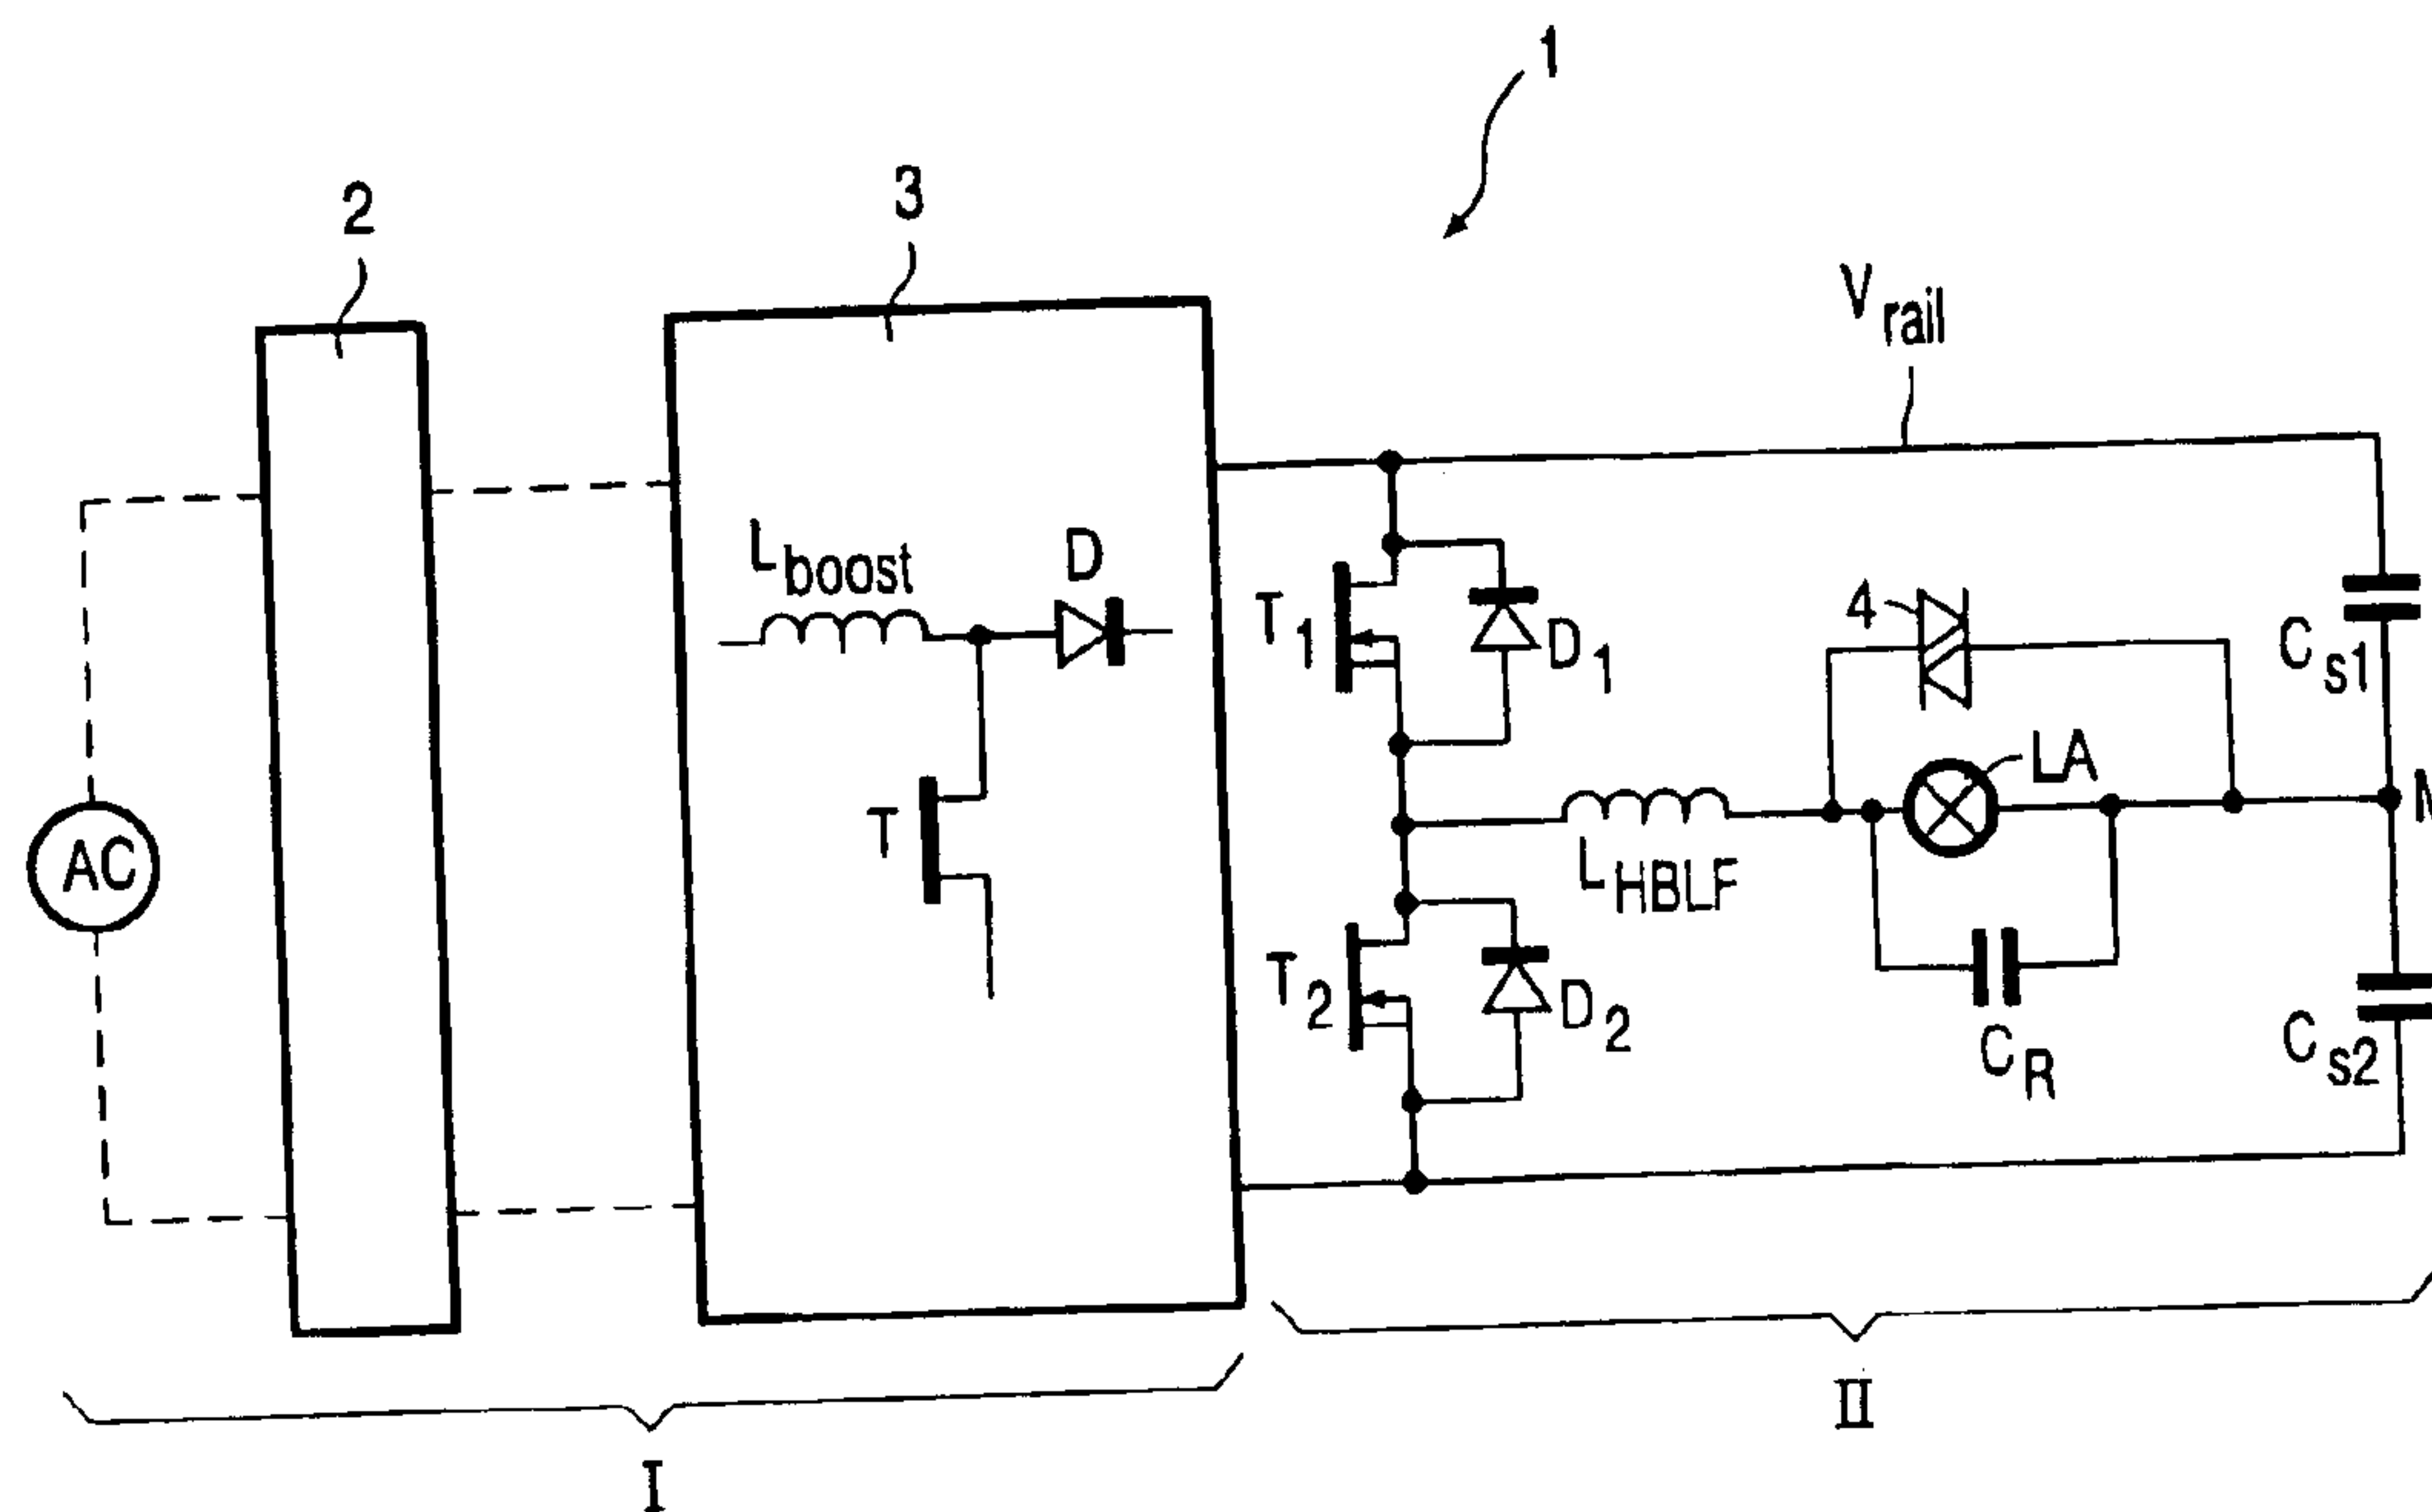 1
2
3
V rail
L boost
D
T
AC
T 1
D 1
4
LA
C s1
L HBLF
T 2
D 2
C R
C s2
I
II